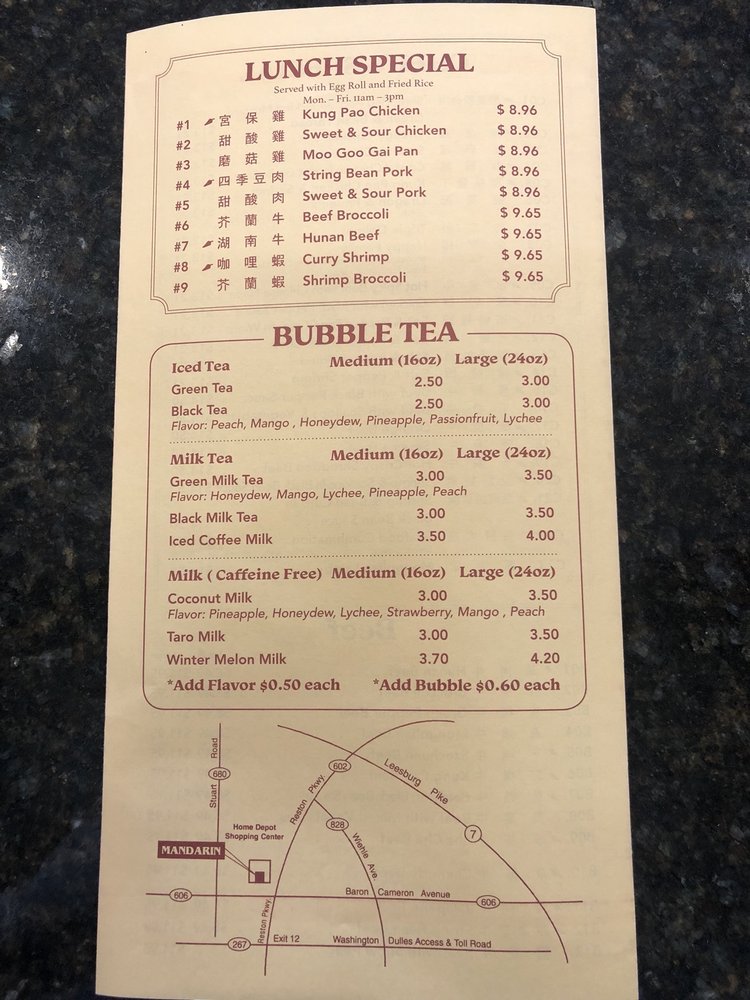 LUNCH SPECIAL
Served with Egg Roll and Fried Rice
Mon. – Fri. 11am – 3pm
#1 宮保雞 Kung Pao Chicken $ 8.96
#2 甜酸雞 Sweet & Sour Chicken $ 8.96
#3 磨菇雞 Moo Goo Gai Pan $ 8.96
#4 四季豆肉 String Bean Pork $ 8.96
#5 甜酸肉 Sweet & Sour Pork $ 8.96
#6 芥蘭牛 Beef Broccoli $ 9.65
#7 湖南牛 Hunan Beef $ 9.65
#8 咖哩蝦 Curry Shrimp $ 9.65
#9 芥蘭蝦 Shrimp Broccoli $ 9.65
BUBBLE TEA
Iced Tea Medium (16oz) Large (24oz)
Green Tea 2.50 3.00
Black Tea 2.50 3.00
Flavor: Peach, Mango , Honeydew, Pineapple, Passionfruit, Lychee
Milk Tea Medium (16oz) Large (24oz)
Green Milk Tea 3.00 3.50
Flavor: Honeydew, Mango, Lychee, Pineapple, Peach
Black Milk Tea 3.00 3.50
Iced Coffee Milk 3.50 4.00
Milk ( Caffeine Free) Medium (16oz) Large (24oz)
Coconut Milk 3.00 3.50
Flavor: Pineapple, Honeydew, Lychee, Strawberry, Mango , Peach
Taro Milk 3.00 3.50
Winter Melon Milk 3.70 4.20
*Add Flavor $0.50 each *Add Bubble $0.60 each
Stuart Road
680
602
Reston Pkwy.
Leesburg Pike
7
828
Wiehle Ave.
Home Depot
Shopping Center
MANDARIN
606
Baron Cameron Avenue
606
Reston Pkwy.
267
Exit 12
Washington Dulles Access & Toll Road